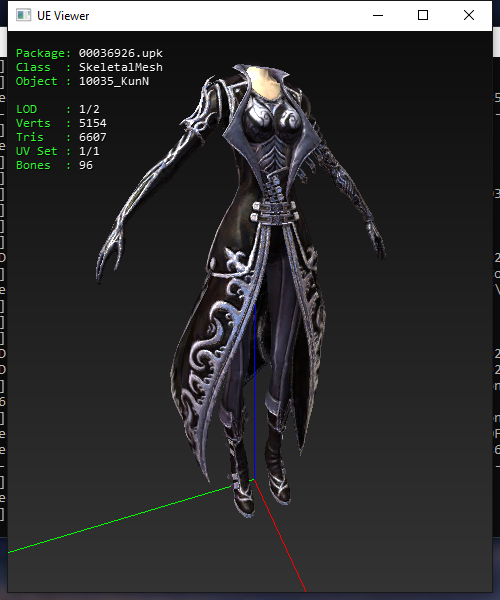 UE Viewer
Package: 00036926.upk
Class : SkeletalMesh
Object : 10035_KunN
LOD : 1/2
Verts : 5154
Tris : 6607
UV Set : 1/1
Bones : 96